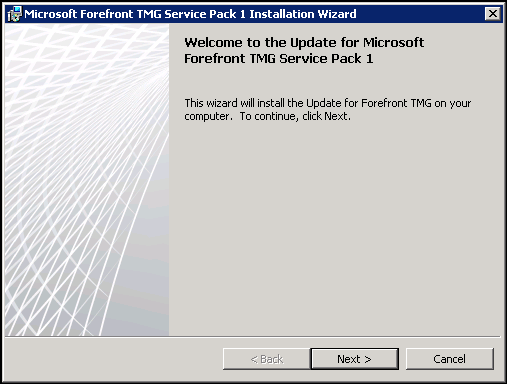 Microsoft Forefront TMG Service Pack 1 Installation Wizard
Welcome to the Update for Microsoft
Forefront TMG Service Pack 1
This wizard will install the Update for Forefront TMG on your
computer. To continue, click Next.
< Back
Next >
Cancel